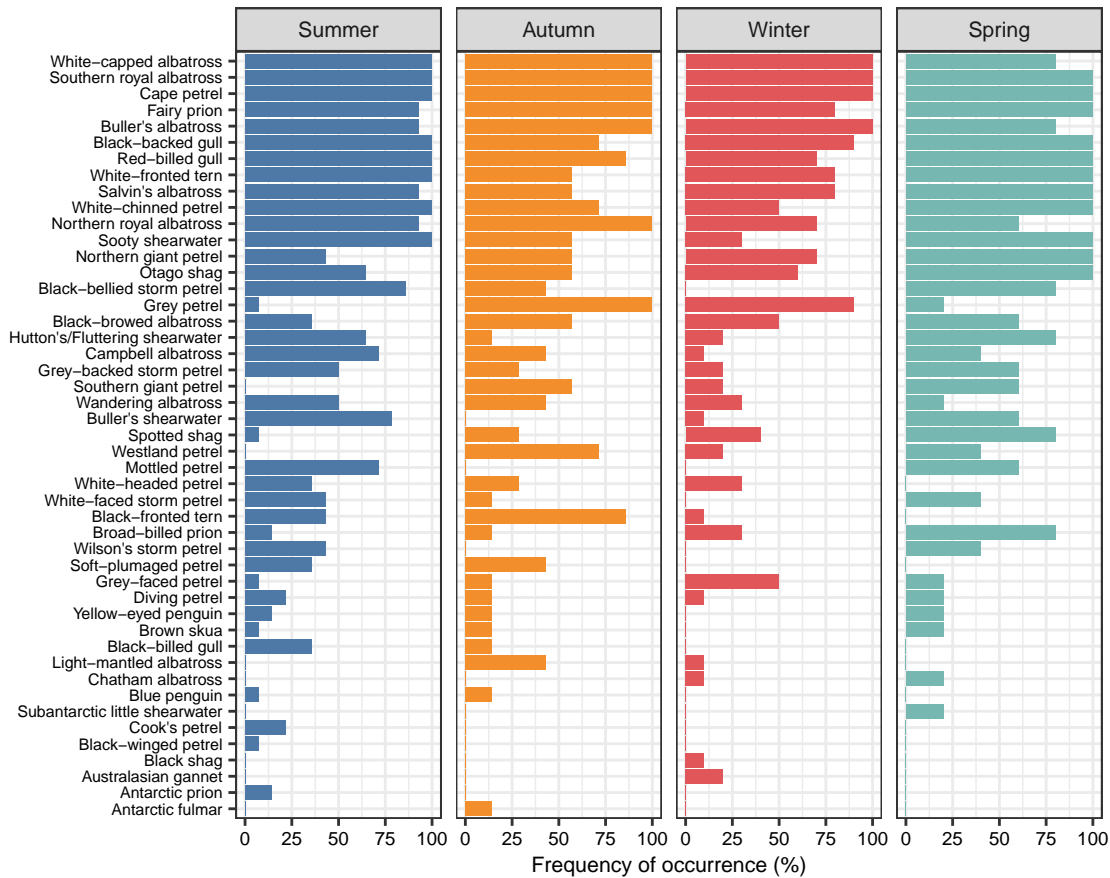 Summer Autumn Winter Spring
White−capped albatross
Southern royal albatross
Cape petrel
Fairy prion
Buller's albatross
Black−backed gull
Red−billed gull
White−fronted tern
Salvin's albatross
White−chinned petrel
Northern royal albatross
Sooty shearwater
Northern giant petrel
Otago shag
Black−bellied storm petrel
Grey petrel
Black−browed albatross
Hutton's/Fluttering shearwater
Campbell albatross
Grey−backed storm petrel
Southern giant petrel
Wandering albatross
Buller's shearwater
Spotted shag
Westland petrel
Mottled petrel
White−headed petrel
White−faced storm petrel
Black−fronted tern
Broad−billed prion
Wilson's storm petrel
Soft−plumaged petrel
Grey−faced petrel
Diving petrel
Yellow−eyed penguin
Brown skua
Black−billed gull
Light−mantled albatross
Chatham albatross
Blue penguin
Subantarctic little shearwater
Cook's petrel
Black−winged petrel
Black shag
Australasian gannet
Antarctic prion
Antarctic fulmar
0 25 50 75 100 0 25 50 75 100 0 25 50 75 100 0 25 50 75 100
Frequency of occurrence (%)